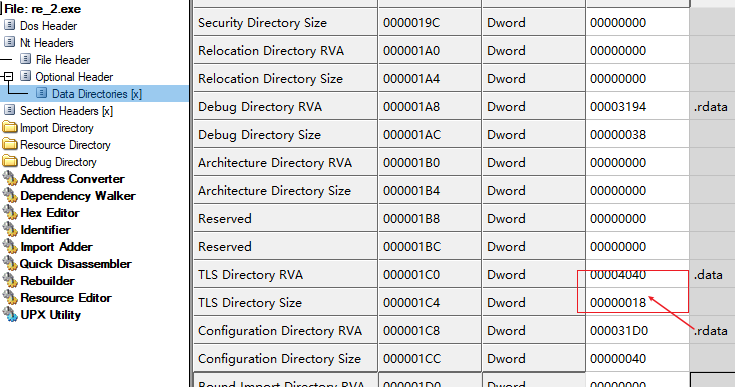 File: re_2.exe
Dos Header
Nt Headers
File Header
Optional Header
Data Directories [x]
Section Headers [x]
Import Directory
Resource Directory
Debug Directory
Address Converter
Dependency Walker
Hex Editor
Identifier
Import Adder
Quick Disassembler
Rebuilder
Resource Editor
UPX Utility
Security Directory Size 0000019C Dword 00000000
Relocation Directory RVA 000001A0 Dword 00000000
Relocation Directory Size 000001A4 Dword 00000000
Debug Directory RVA 000001A8 Dword 00003194 .rdata
Debug Directory Size 000001AC Dword 00000038
Architecture Directory RVA 000001B0 Dword 00000000
Architecture Directory Size 000001B4 Dword 00000000
Reserved 000001B8 Dword 00000000
Reserved 000001BC Dword 00000000
TLS Directory RVA 000001C0 Dword 00004040 .data
TLS Directory Size 000001C4 Dword 00000018
Configuration Directory RVA 000001C8 Dword 000031D0 .rdata
Configuration Directory Size 000001CC Dword 00000040
Bound Import Directory RVA 000001D0 Dword 00000000